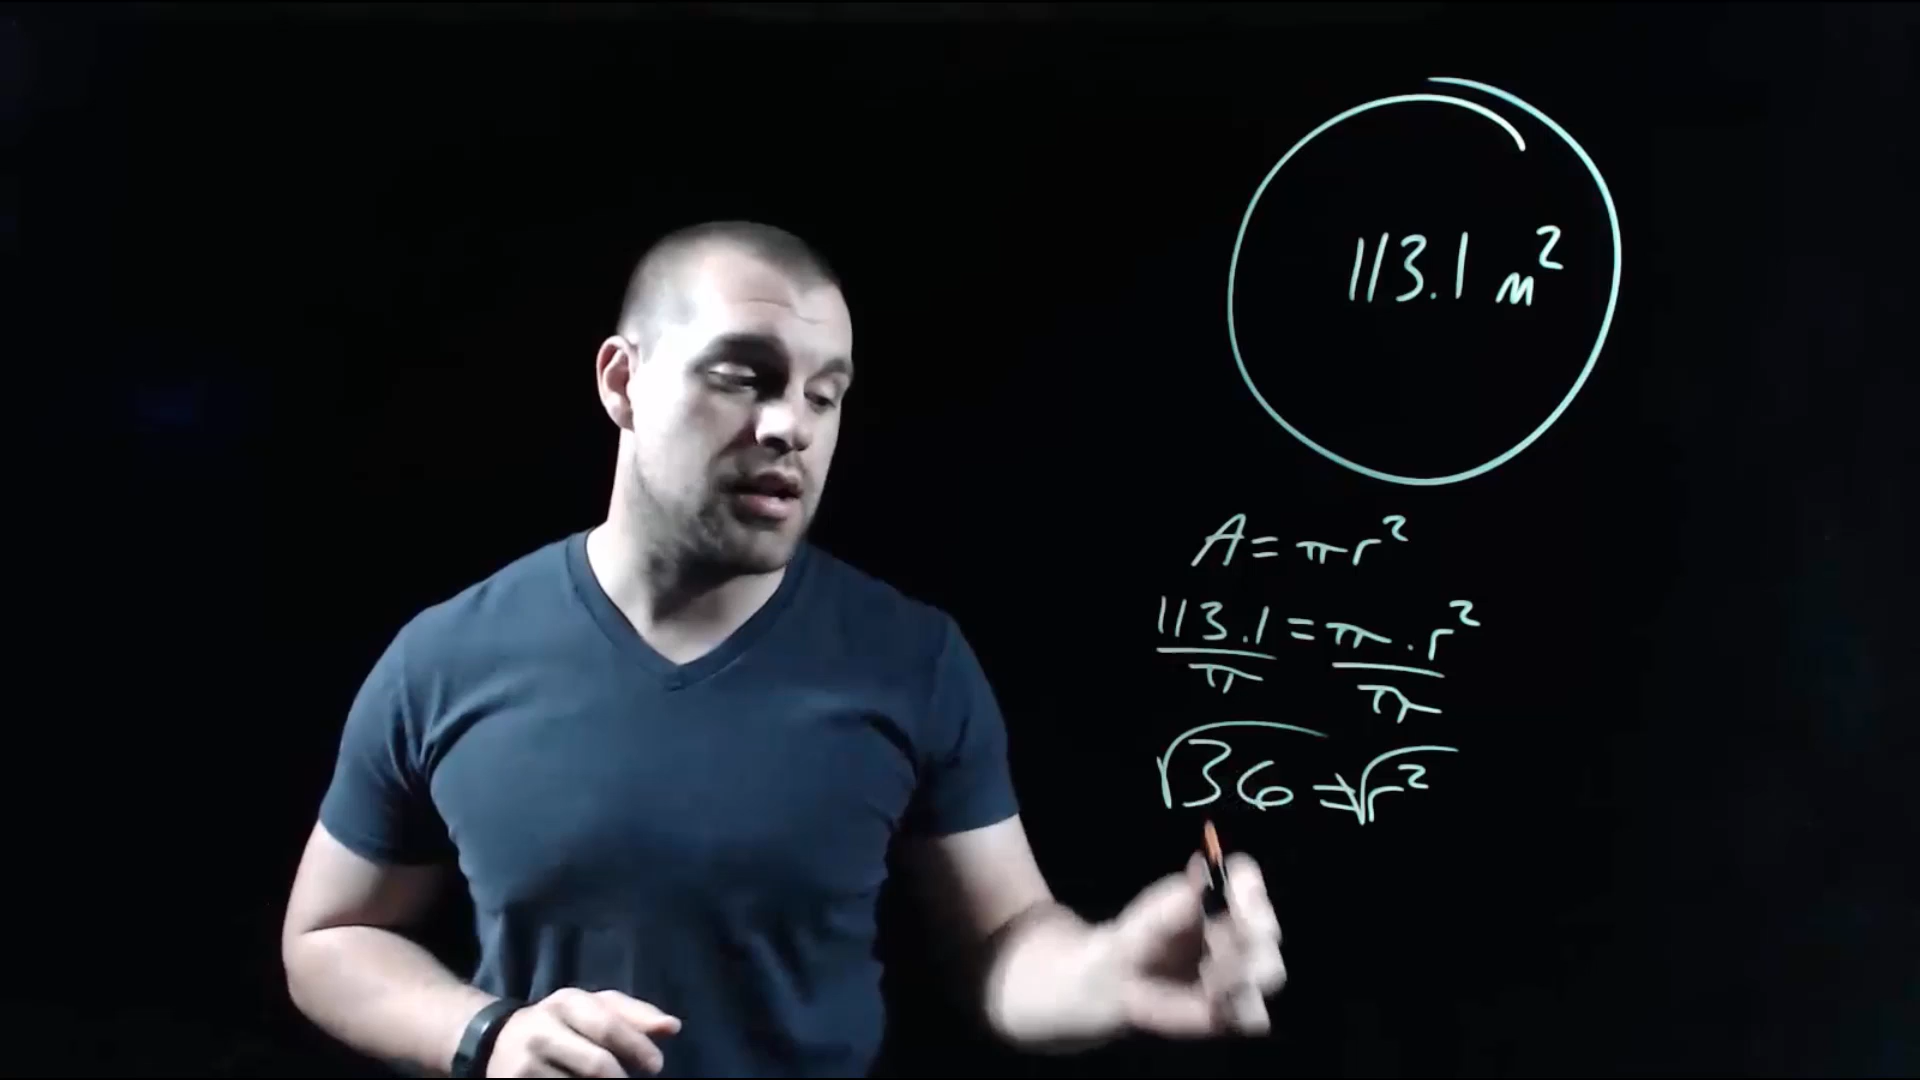 113.1 m²
A = πr²
113.1/π = π · r²/π
√36 = √r²